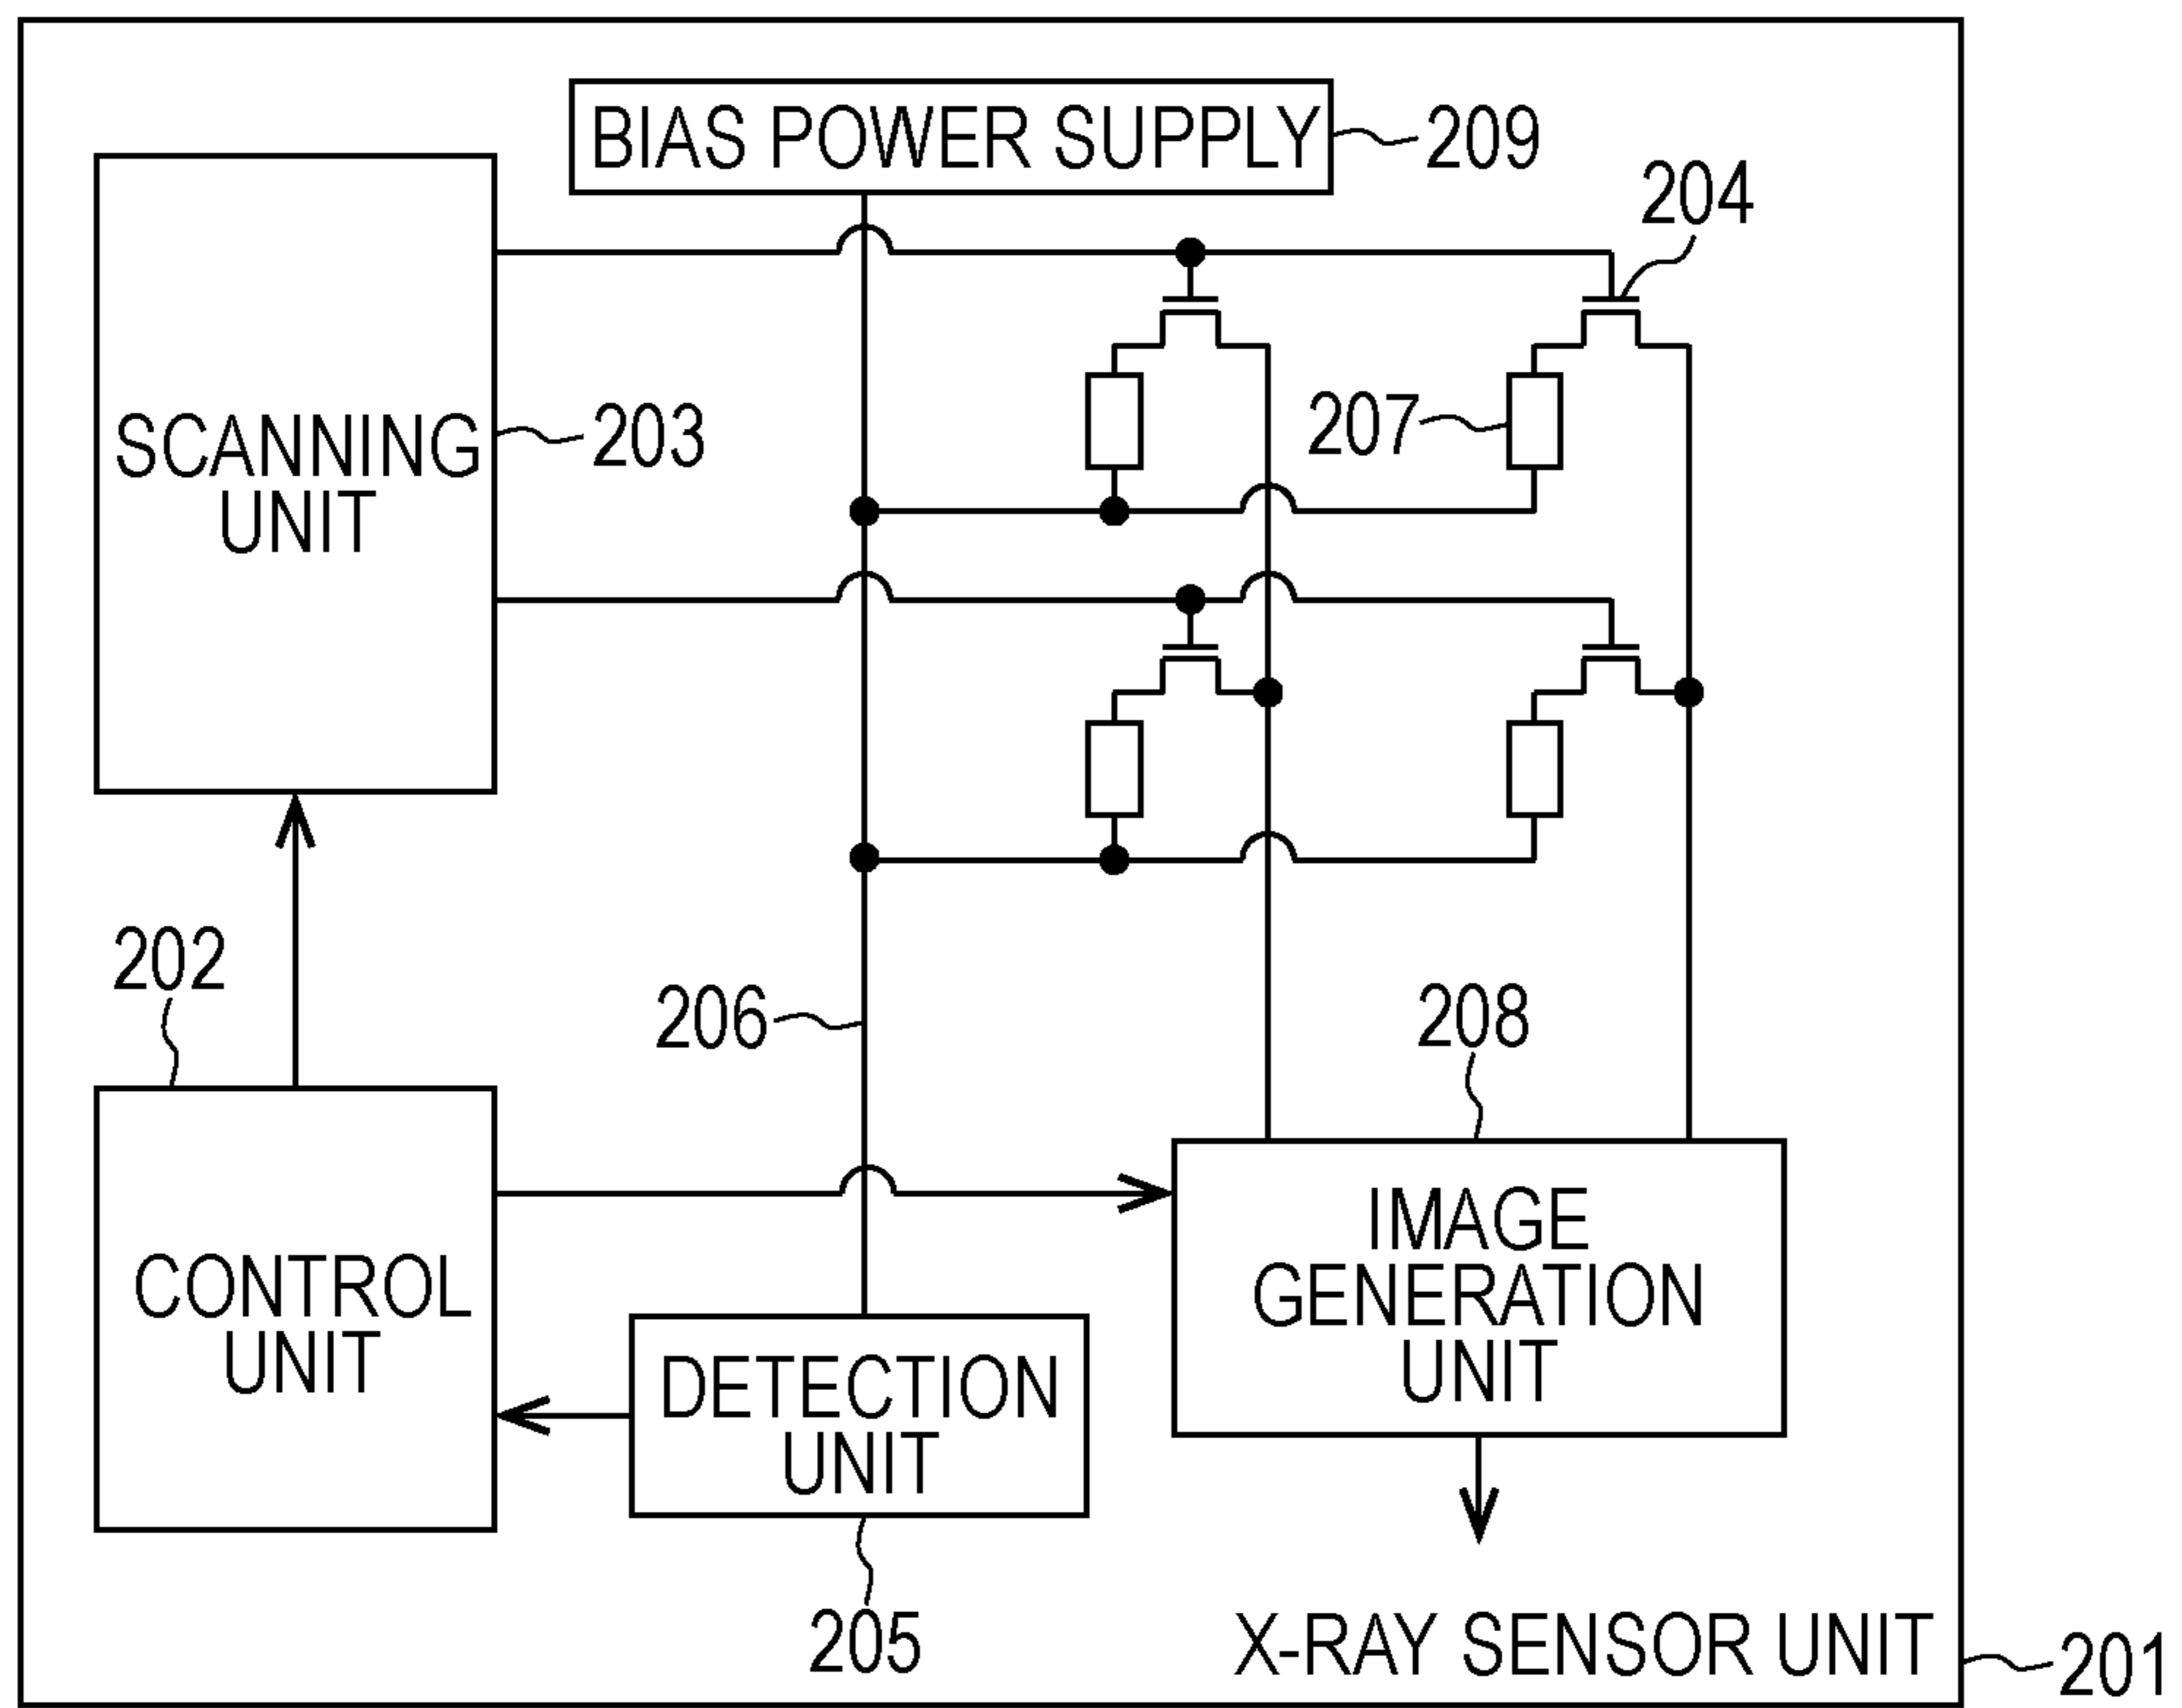 BIAS POWER SUPPLY
209
204
SCANNING
UNIT
203
207
202
206
208
CONTROL
UNIT
IMAGE
GENERATION
UNIT
DETECTION
UNIT
205
X-RAY SENSOR UNIT
201